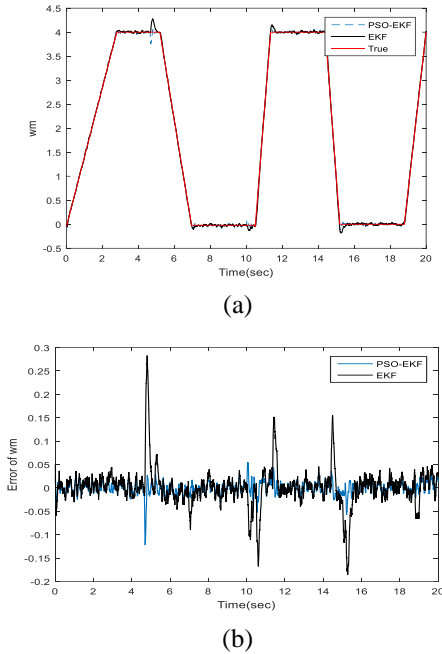 4.5
4
3.5
3
2.5
2
1.5
1
0.5
0
-0.5
wm
PSO-EKF
EKF
True
0 2 4 6 8 10 12 14 16 18 20
Time(sec)
(a)
0.3
0.25
0.2
0.15
0.1
0.05
0
-0.05
-0.1
-0.15
-0.2
Error of wm
PSO-EKF
EKF
0 2 4 6 8 10 12 14 16 18 20
Time(sec)
(b)